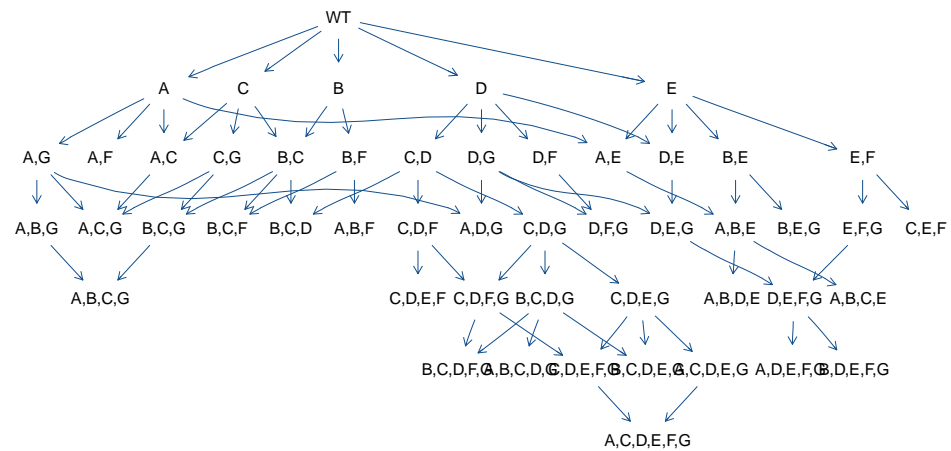 WT
A C B D E
A,G A,F A,C C,G B,C B,F C,D D,G D,F A,E D,E B,E E,F
A,B,G A,C,G B,C,G B,C,F B,C,D A,B,F C,D,F A,D,G C,D,G D,F,G D,E,G A,B,E B,E,G E,F,G C,E,F
A,B,C,G C,D,E,F C,D,F,G B,C,D,G C,D,E,G A,B,D,E D,E,F,G A,B,C,E
B,C,D,F,G A,B,C,D,G C,D,E,F,G B,C,D,E,G A,C,D,E,G A,D,E,F,G B,D,E,F,G
A,C,D,E,F,G